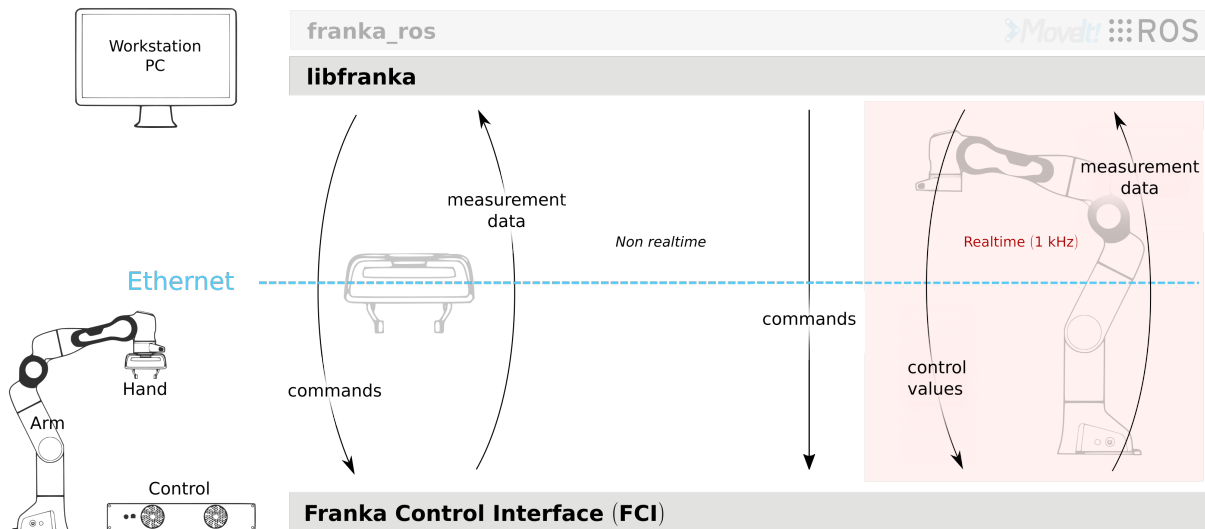 Workstation
PC
franka_ros
MoveIt!
ROS
libfranka
measurement
data
measurement
data
Non realtime
Realtime (1 kHz)
Ethernet
commands
control
values
commands
Hand
Arm
Control
Franka Control Interface (FCI)